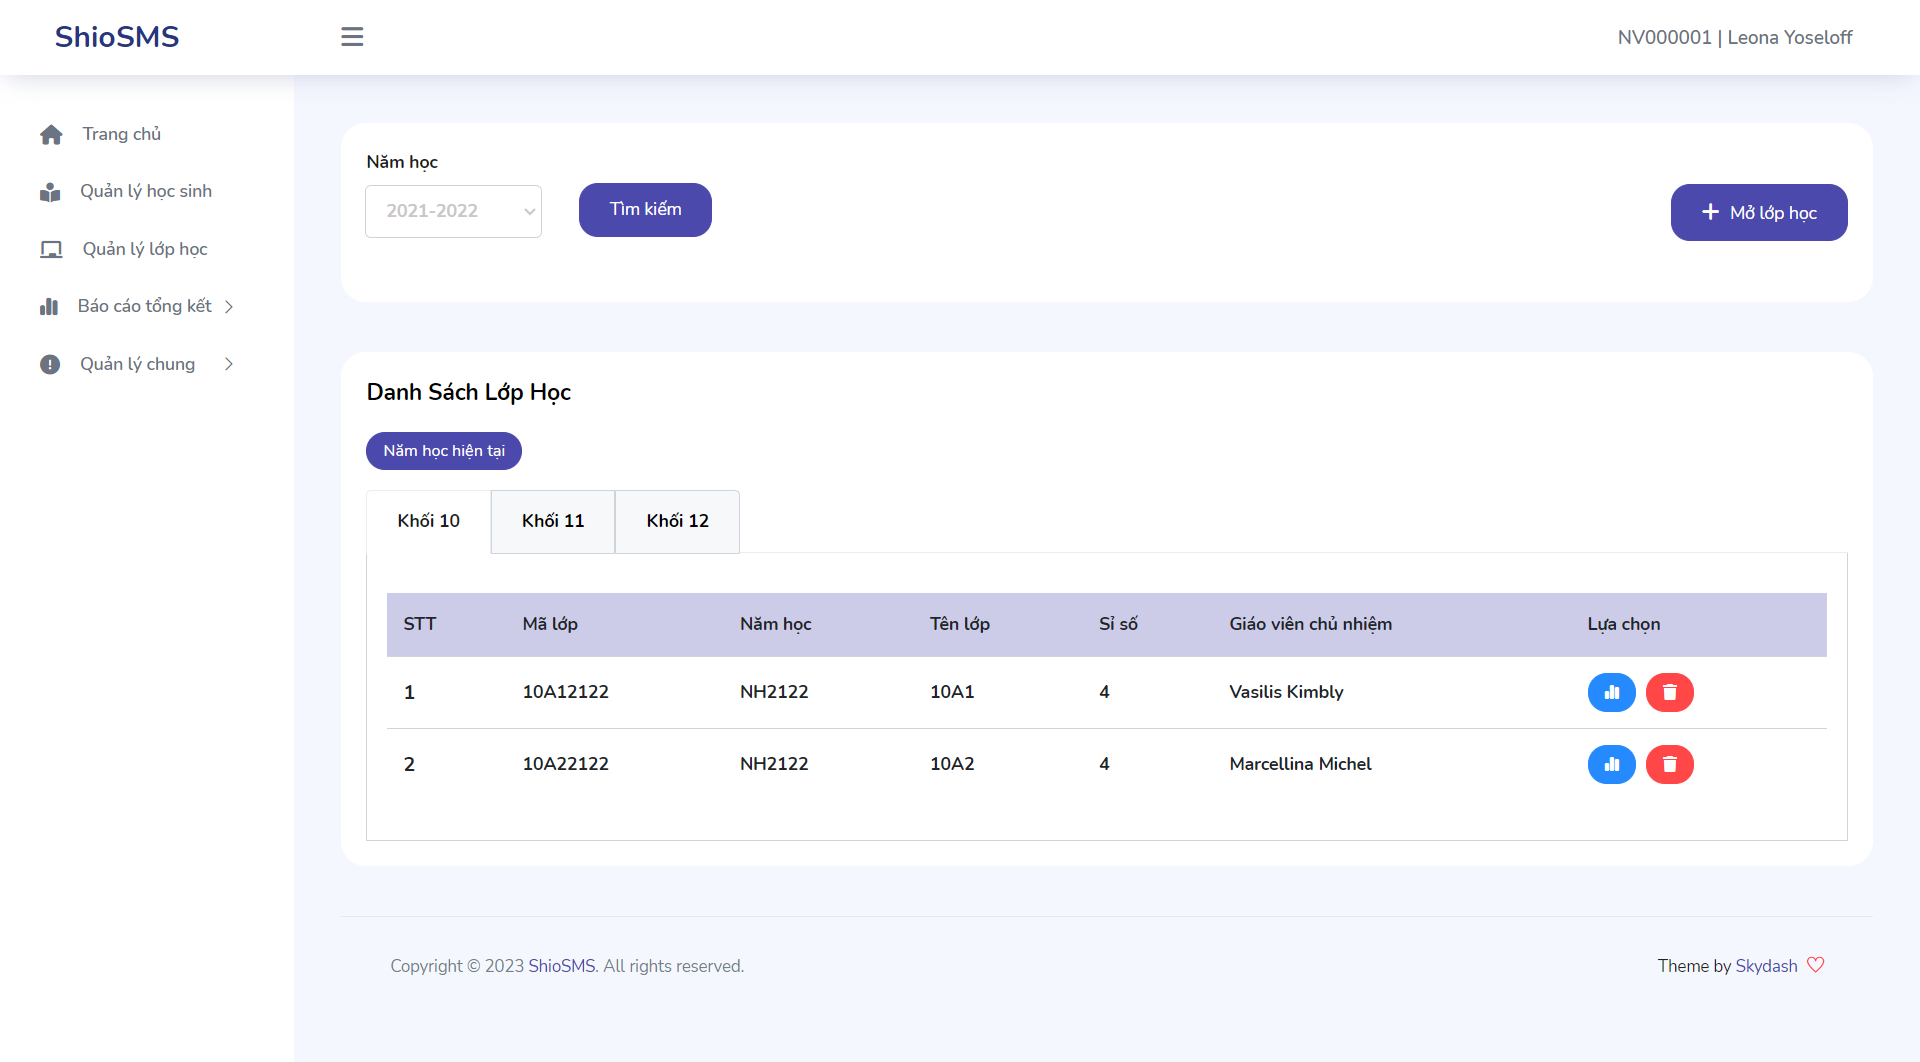 ShioSMS
NV000001 | Leona Yoseloff
Trang chủ
Quản lý học sinh
Quản lý lớp học
Báo cáo tổng kết
Quản lý chung
Năm học
2021-2022
Tìm kiếm
Mở lớp học
Danh Sách Lớp Học
Năm học hiện tại
Khối 10 Khối 11 Khối 12
STT Mã lớp Năm học Tên lớp Sỉ số Giáo viên chủ nhiệm Lựa chọn
1 10A12122 NH2122 10A1 4 Vasilis Kimbly
2 10A22122 NH2122 10A2 4 Marcellina Michel
Copyright © 2023 ShioSMS. All rights reserved.
Theme by Skydash